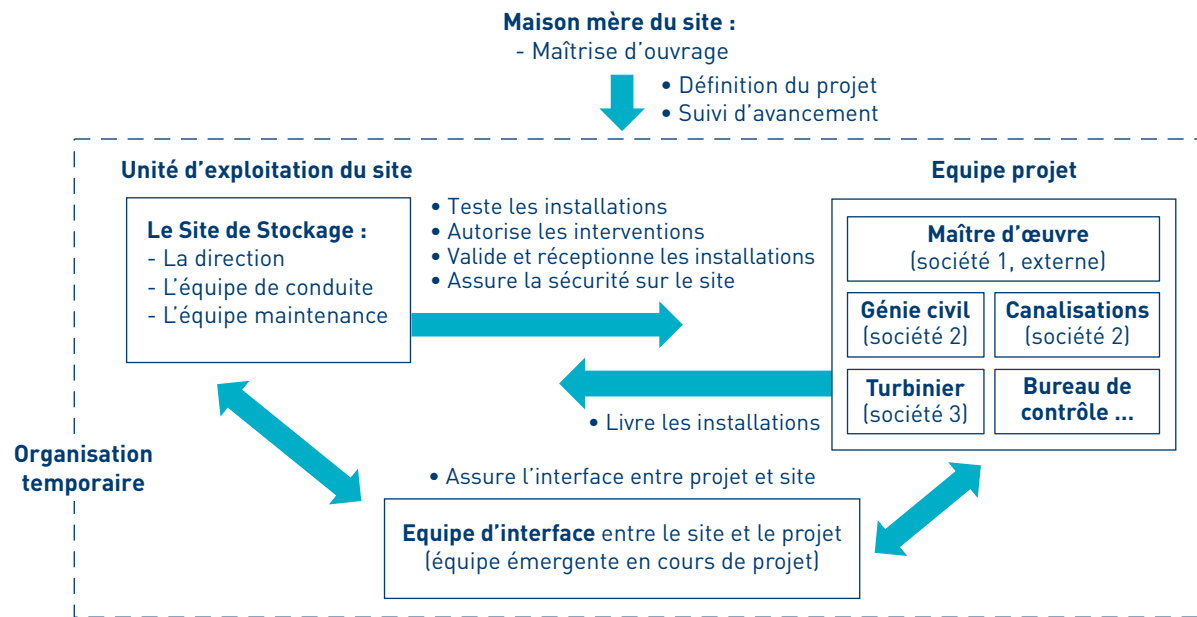 Maison mère du site :
- Maîtrise d’ouvrage
• Définition du projet
• Suivi d’avancement
Unité d’exploitation du site
Le Site de Stockage :
- La direction
- L’équipe de conduite
- L’équipe maintenance
• Teste les installations
• Autorise les interventions
• Valide et réceptionne les installations
• Assure la sécurité sur le site
Equipe projet
Maître d’œuvre
(société 1, externe)
Génie civil
(société 2)
Canalisations
(société 2)
Turbinier
(société 3)
Bureau de
contrôle ...
• Livre les installations
Organisation
temporaire
• Assure l’interface entre projet et site
Equipe d’interface entre le site et le projet
(équipe émergente en cours de projet)